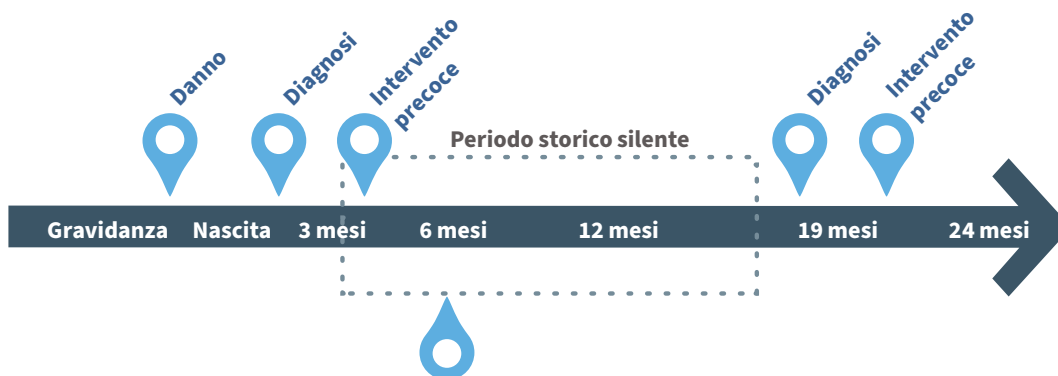 Danno
Diagnosi
Intervento
precoce
Diagnosi
Intervento
precoce
Periodo storico silente
Gravidanza
Nascita
3 mesi
6 mesi
12 mesi
19 mesi
24 mesi